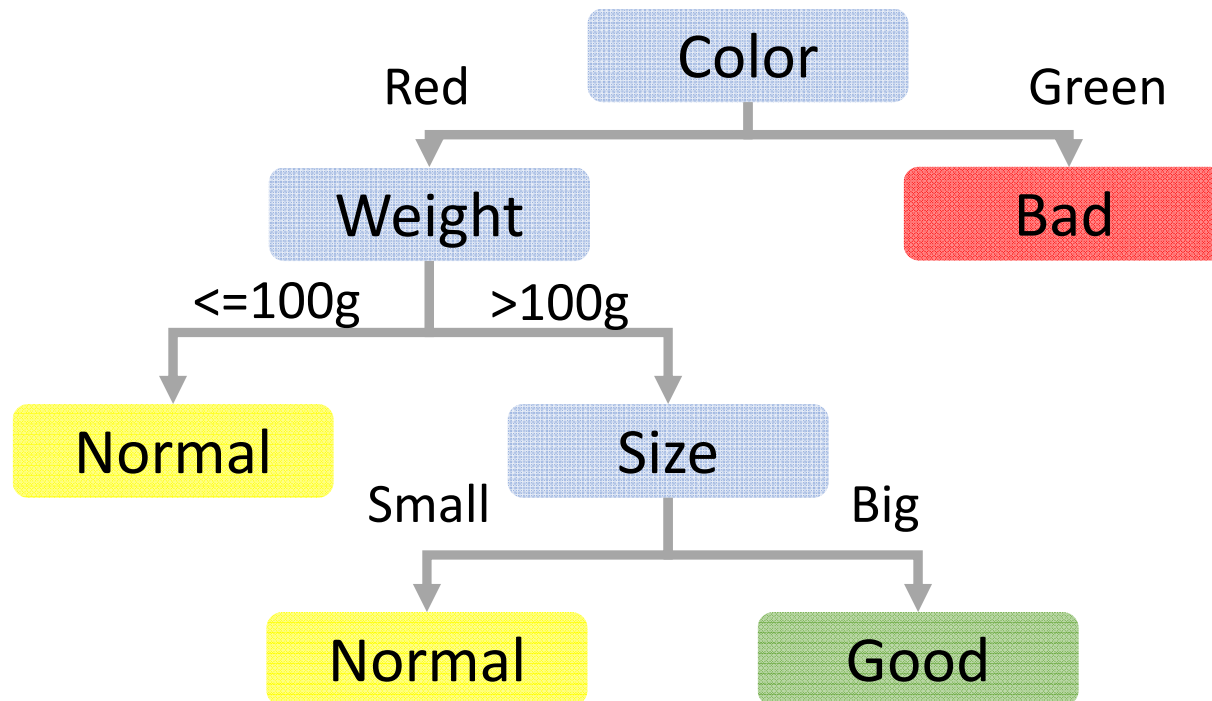 Color
Red
Green
Weight
Bad
<=100g
>100g
Normal
Size
Small
Big
Normal
Good